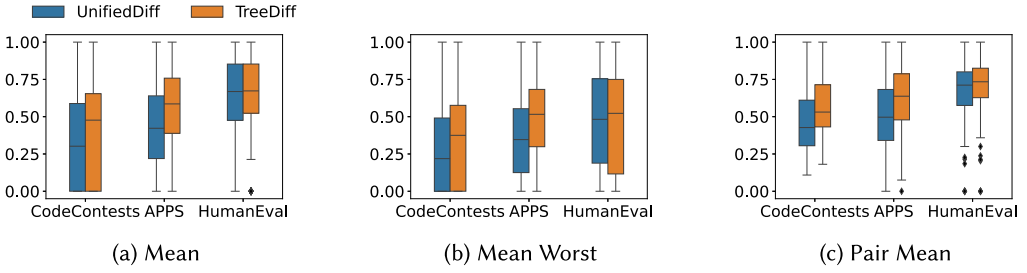 UnifiedDiff TreeDiff
1.00 1.00 1.00
0.75 0.75 0.75
0.50 0.50 0.50
0.25 0.25 0.25
0.00 0.00 0.00
CodeContests APPS HumanEval CodeContests APPS HumanEval CodeContests APPS HumanEval
(a) Mean (b) Mean Worst (c) Pair Mean